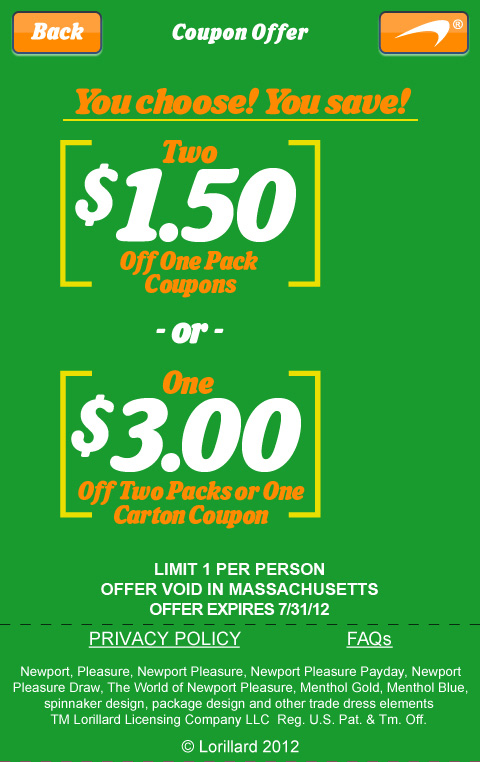 Back
Coupon Offer
®
You choose! You save!
Two
$1.50
Off One Pack
Coupons
- or -
One
$3.00
Off Two Packs or One
Carton Coupon
LIMIT 1 PER PERSON
OFFER VOID IN MASSACHUSETTS
OFFER EXPIRES 7/31/12
PRIVACY POLICY
FAQs
Newport, Pleasure, Newport Pleasure, Newport Pleasure Payday, Newport
Pleasure Draw, The World of Newport Pleasure, Menthol Gold, Menthol Blue,
spinnaker design, package design and other trade dress elements
TM Lorillard Licensing Company LLC  Reg. U.S. Pat. & Tm. Off.
© Lorillard 2012